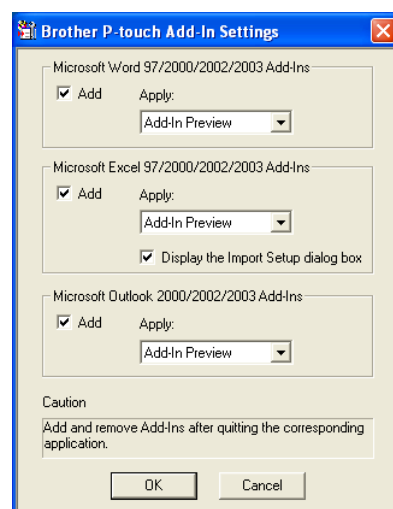 Brother P-touch Add-In Settings
Microsoft Word 97/2000/2002/2003 Add-Ins
Add Apply:
Add-In Preview
Microsoft Excel 97/2000/2002/2003 Add-Ins
Add Apply:
Add-In Preview
Display the Import Setup dialog box
Microsoft Outlook 2000/2002/2003 Add-Ins
Add Apply:
Add-In Preview
Caution
Add and remove Add-Ins after quitting the corresponding
application.
OK Cancel